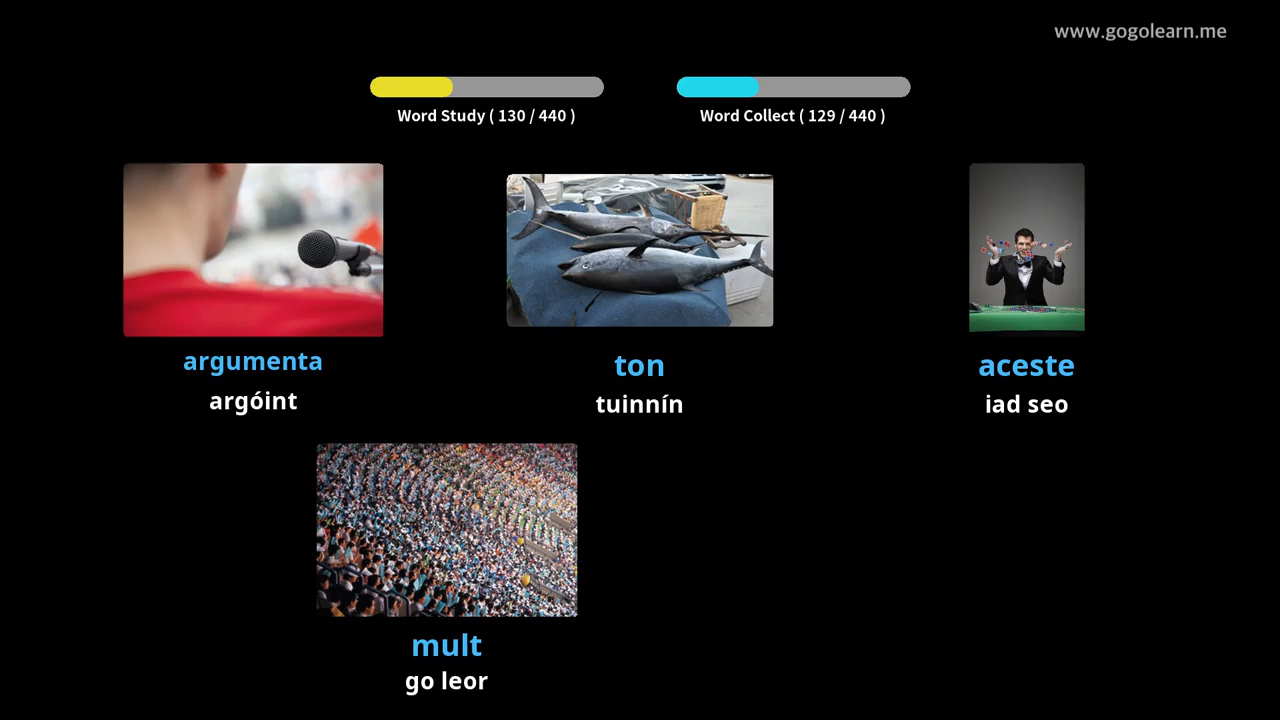 www.gogolearn.me
Word Study ( 130 / 440 )
Word Collect ( 129 / 440 )
argumenta
argóint
ton
tuinnín
aceste
iad seo
mult
go leor